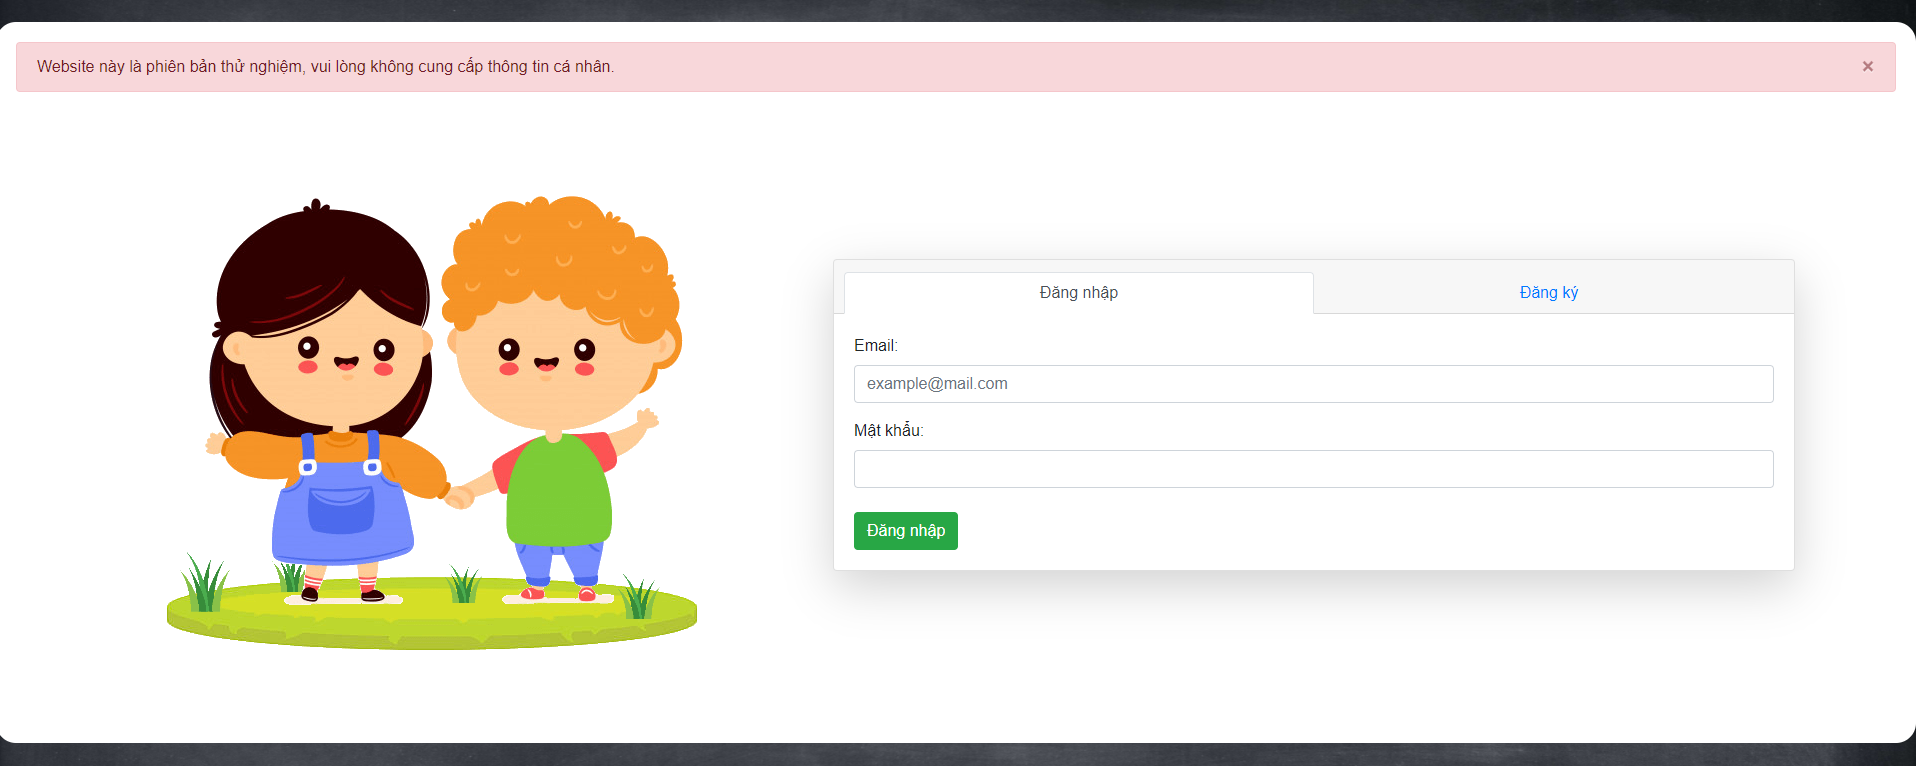 Website này là phiên bản thử nghiệm, vui lòng không cung cấp thông tin cá nhân.
×
Đăng nhập
Đăng ký
Email:
example@mail.com
Mật khẩu:
Đăng nhập